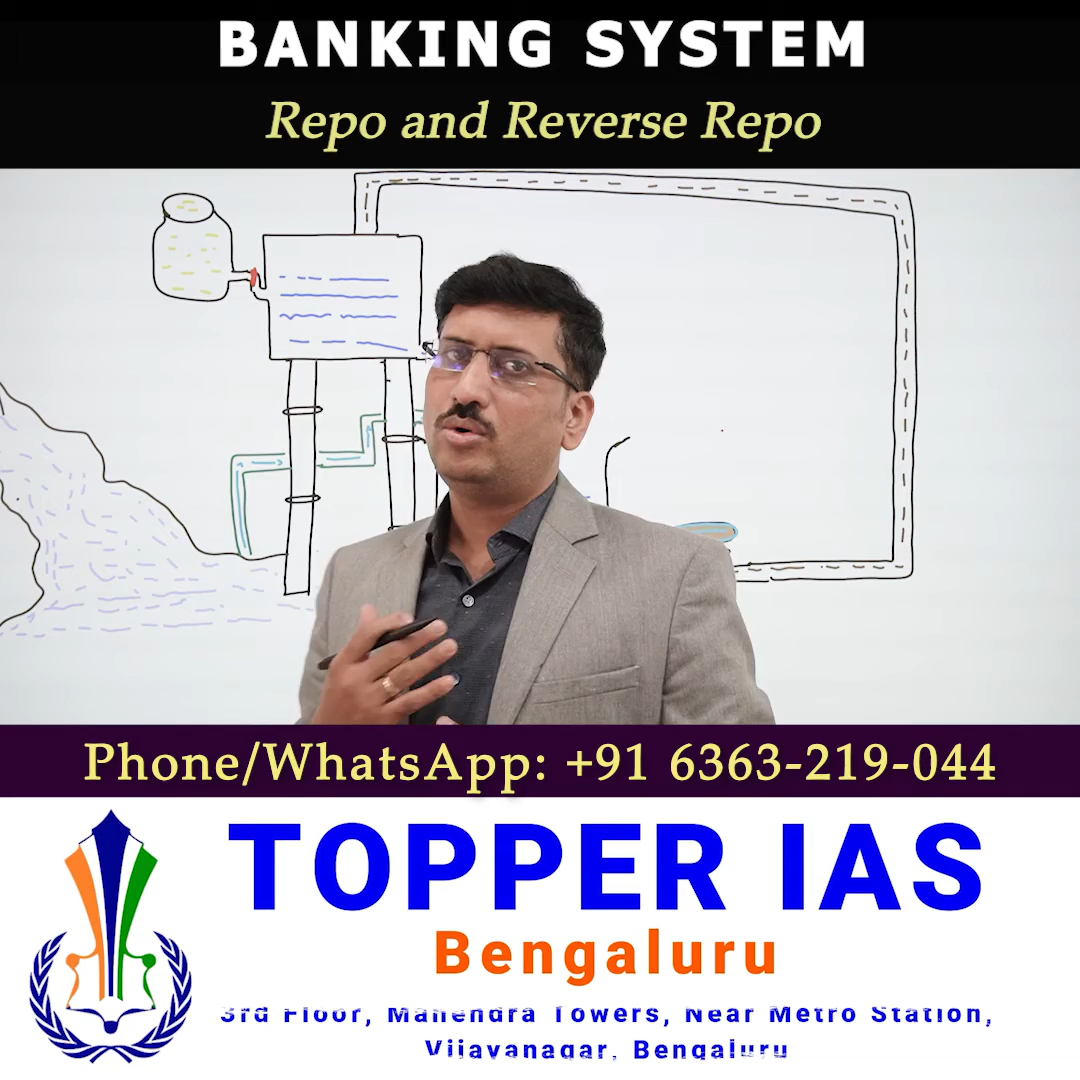 BANKING SYSTEM
Repo and Reverse Repo
Phone/WhatsApp: +91 6363-219-044
TOPPER IAS
Bengaluru
3rd Floor, Mahendra Towers, Near Metro Station,
Vijayanagar, Bengaluru